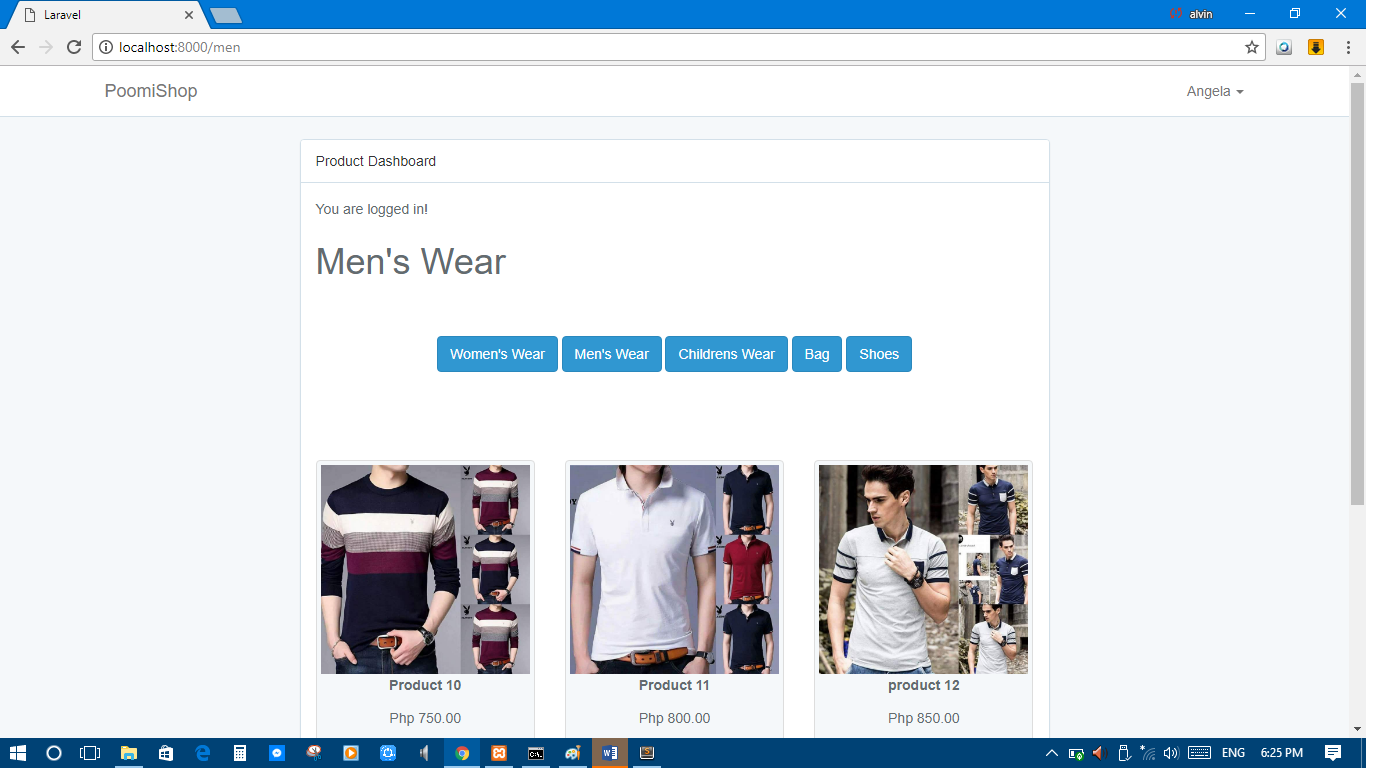 Laravel
alvin
localhost:8000/men
PoomiShop
Angela
Product Dashboard
You are logged in!
Men's Wear
Women's Wear
Men's Wear
Childrens Wear
Bag
Shoes
Product 10
Product 11
product 12
Php 750.00
Php 800.00
Php 850.00
ENG
6:25 PM